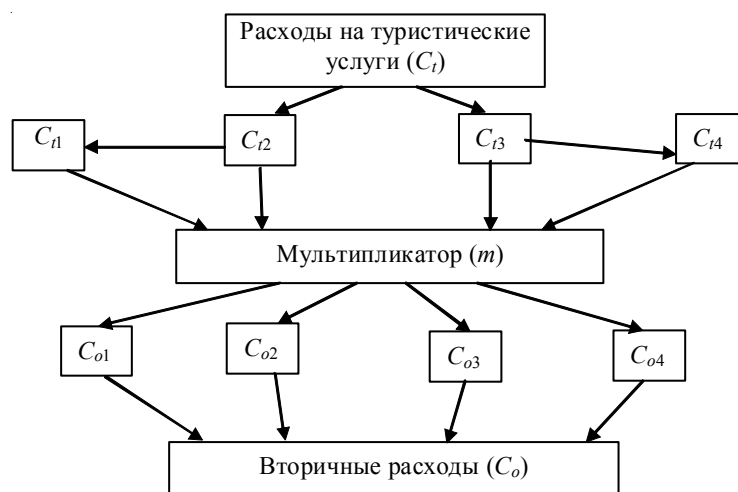 Расходы на туристические
услуги (Ct)
Ct1
Ct2
Ct3
Ct4
Мультипликатор (m)
Co1
Co2
Co3
Co4
Вторичные расходы (Co)